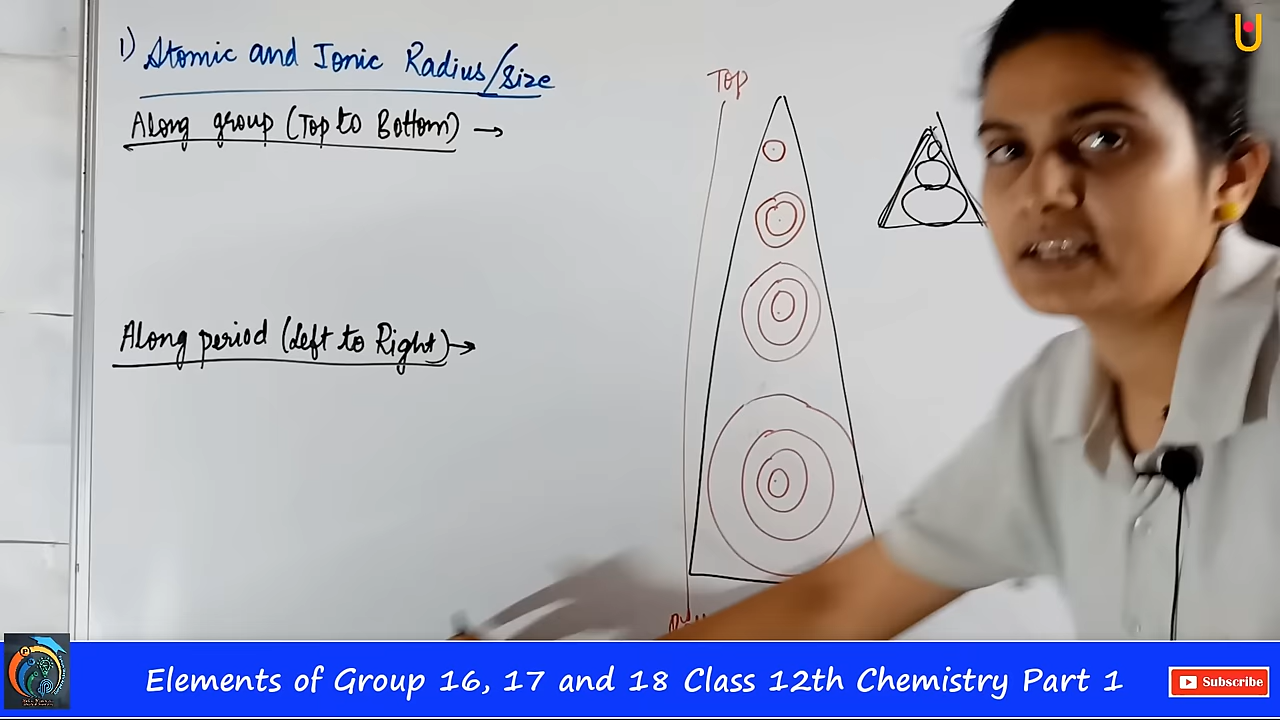 1) Atomic and Ionic Radius/Size
Along group (Top to Bottom) →
Top
Along period (Left to Right) →
Elements of Group 16, 17 and 18 Class 12th Chemistry Part 1
Subscribe